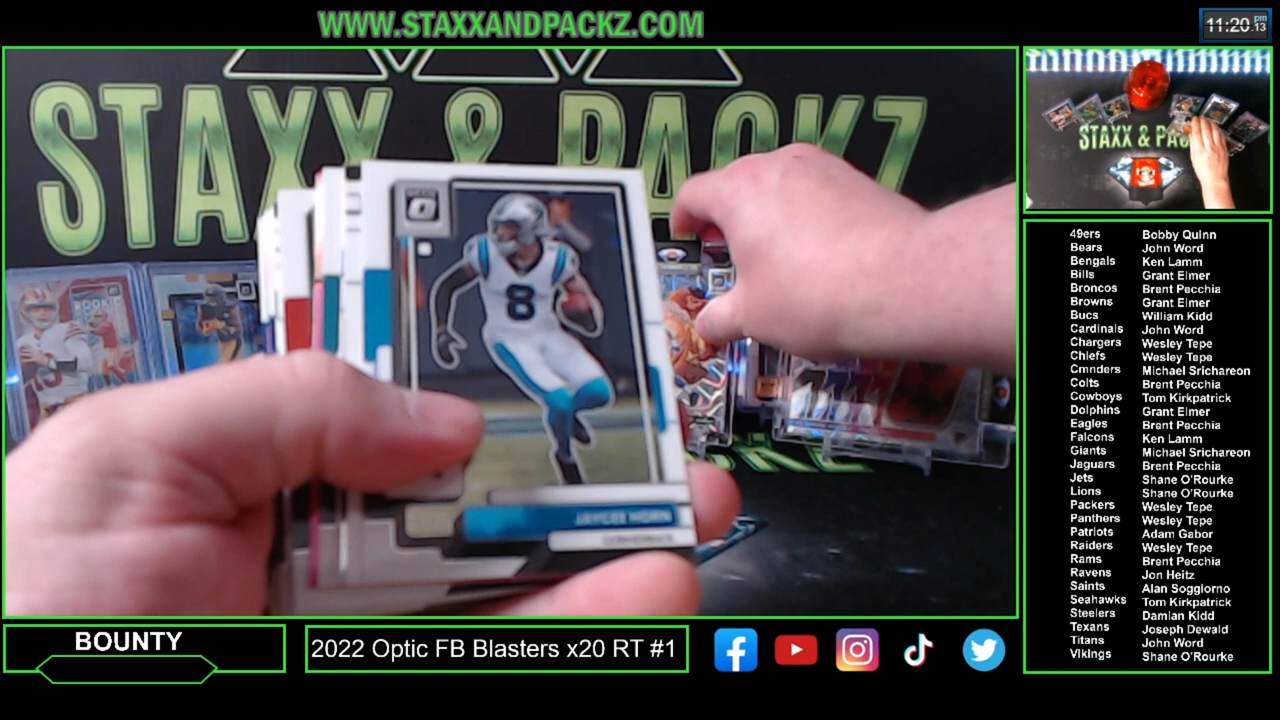 WWW.STAXXANDPACKZ.COM
11:20 pm .13
STAXX & PACKZ
STAXX & PAC
ROOKIE
8
JAYCEE HORN
CORNERBACK
49ers Bobby Quinn
Bears John Word
Bengals Ken Lamm
Bills Grant Elmer
Broncos Brent Pecchia
Browns Grant Elmer
Bucs William Kidd
Cardinals John Word
Chargers Wesley Tepe
Chiefs Wesley Tepe
Cmnders Michael Srichareon
Colts Brent Pecchia
Cowboys Tom Kirkpatrick
Dolphins Grant Elmer
Eagles Brent Pecchia
Falcons Ken Lamm
Giants Michael Srichareon
Jaguars Brent Pecchia
Jets Shane O'Rourke
Lions Shane O'Rourke
Packers Wesley Tepe
Panthers Wesley Tepe
Patriots Adam Gabor
Raiders Wesley Tepe
Rams Brent Pecchia
Ravens Jon Heitz
Saints Alan Soggiorno
Seahawks Tom Kirkpatrick
Steelers Damian Kidd
Texans Joseph Dewald
Titans John Word
Vikings Shane O'Rourke
BOUNTY
2022 Optic FB Blasters x20 RT #1